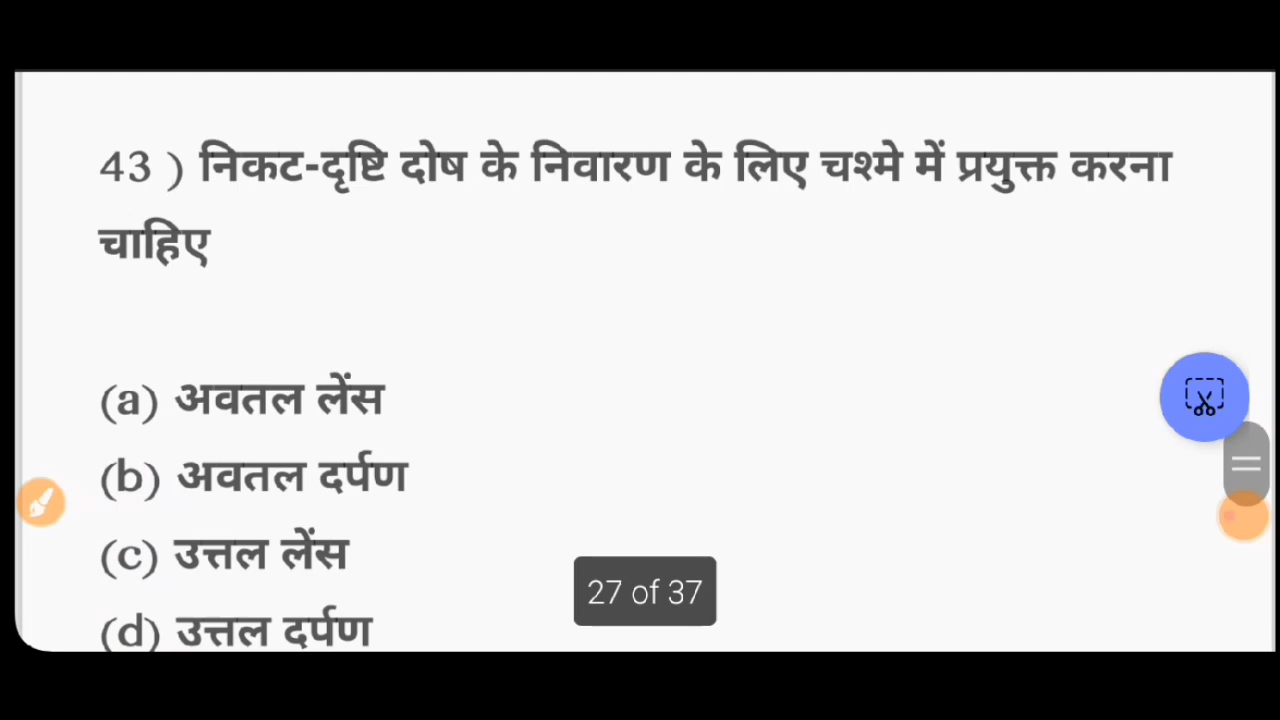 43 ) निकट-दृष्टि दोष के निवारण के लिए चश्मे में प्रयुक्त करना
चाहिए
(a) अवतल लेंस
(b) अवतल दर्पण
(c) उत्तल लेंस
27 of 37
(d) उत्तल दर्पण